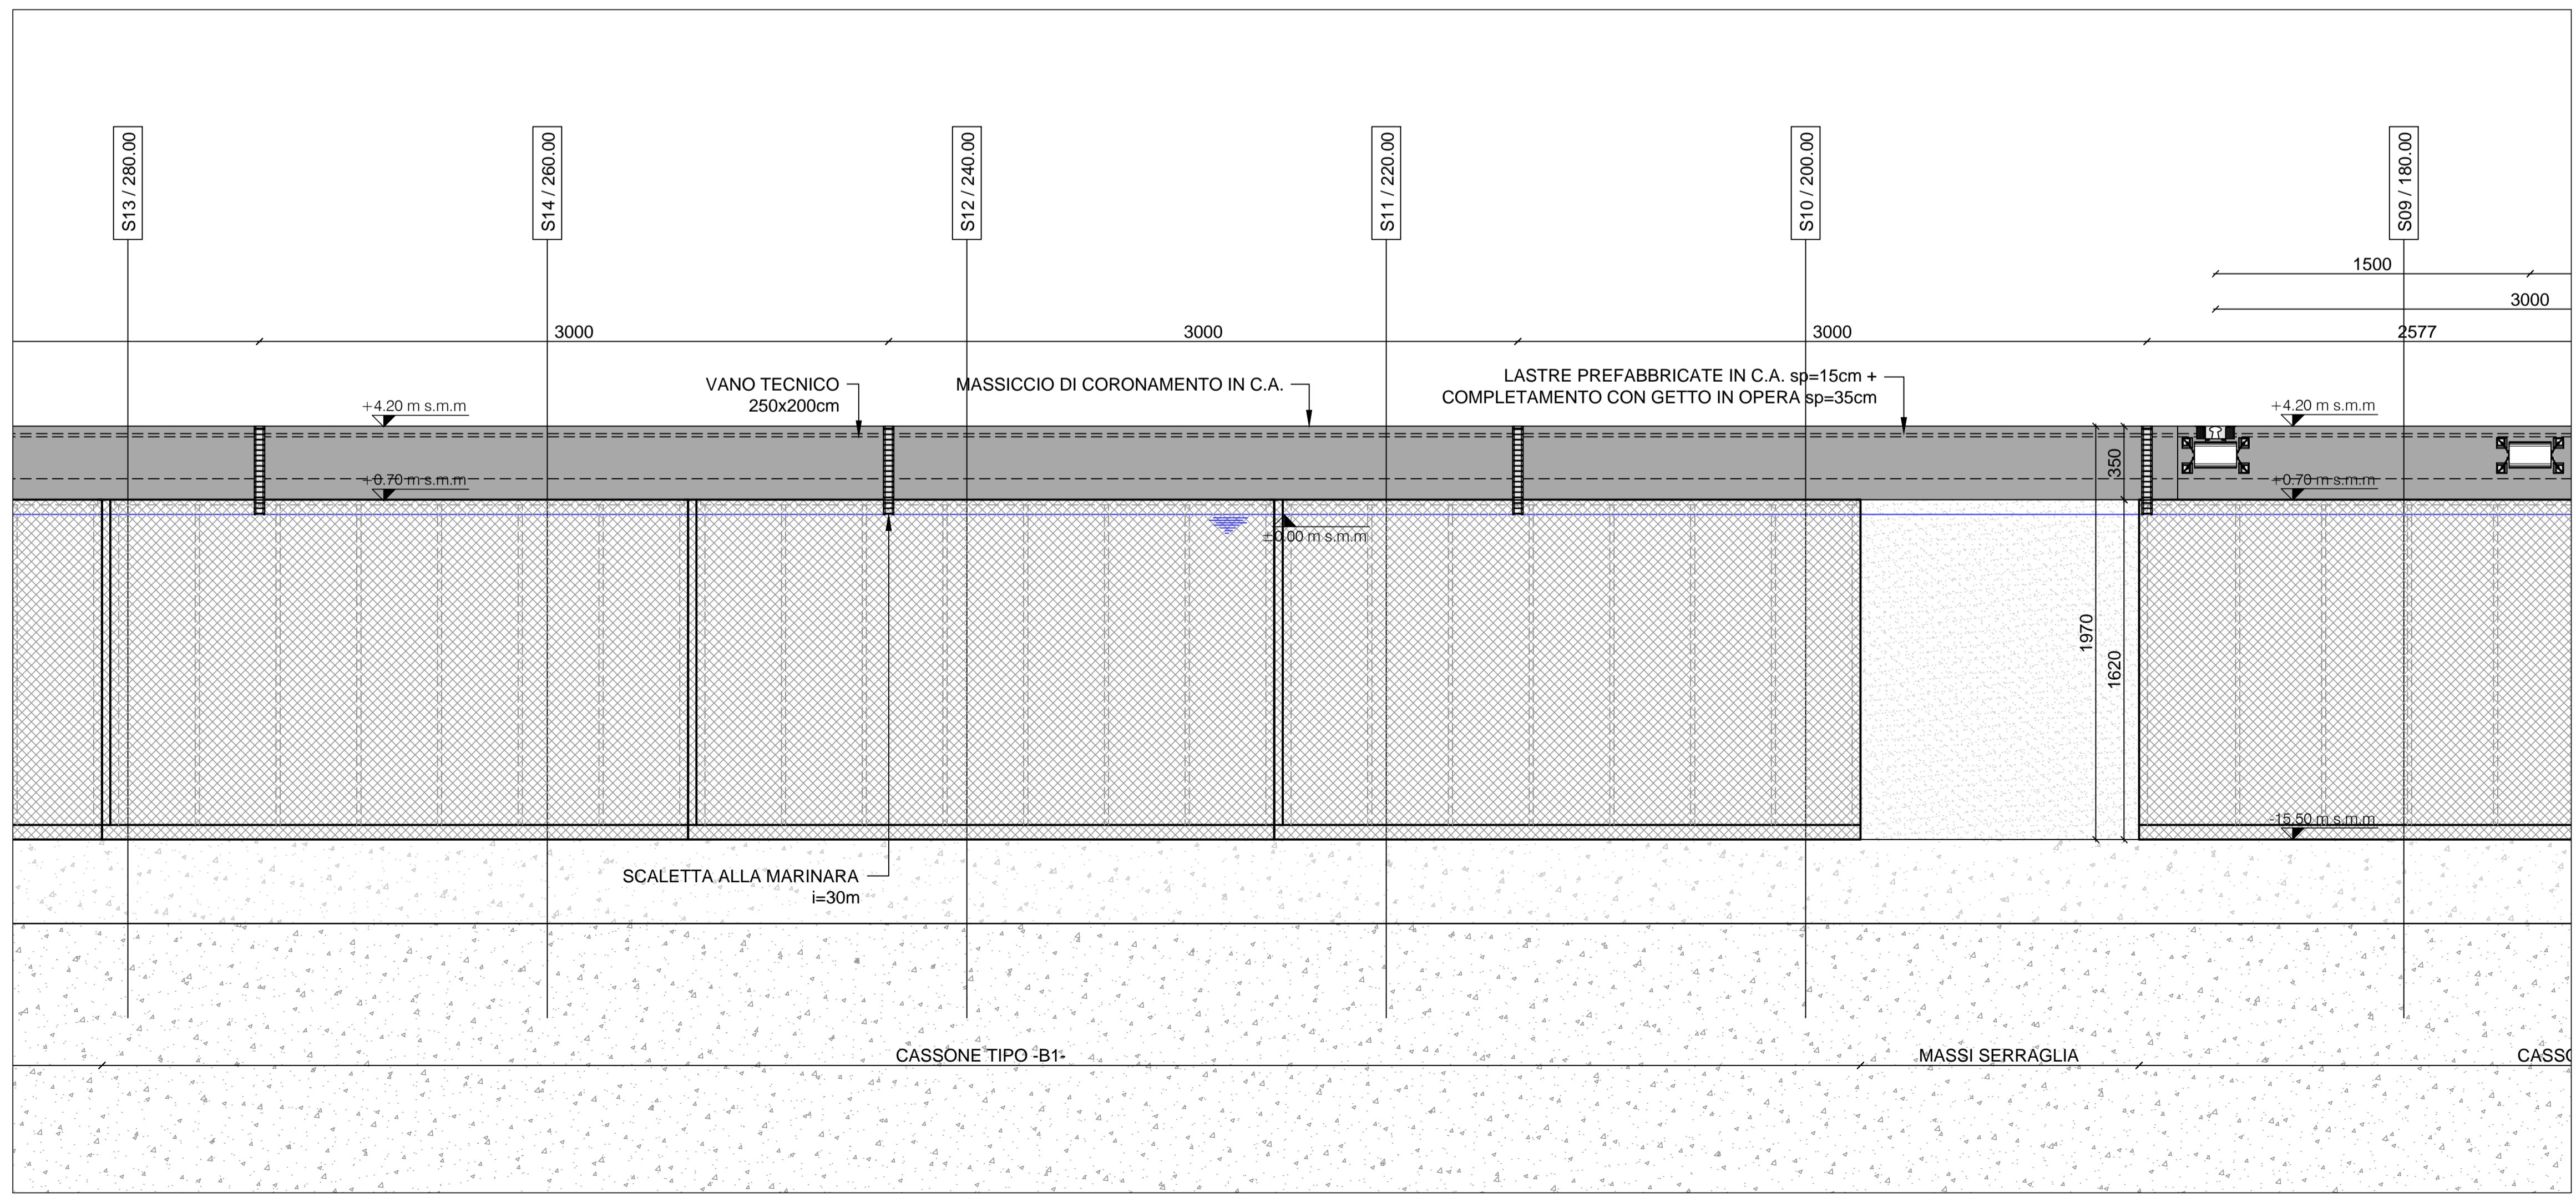 S13 / 280.00
S14 / 260.00
S12 / 240.00
S11 / 220.00
S10 / 200.00
S09 / 180.00
1500
3000
3000
3000
3000
2577
VANO TECNICO
250x200cm
MASSICCIO DI CORONAMENTO IN C.A.
LASTRE PREFABBRICATE IN C.A. sp=15cm +
COMPLETAMENTO CON GETTO IN OPERA sp=35cm
+4.20 m s.m.m
+4.20 m s.m.m
350
+0.70 m s.m.m
+0.70 m s.m.m
±0.00 m s.m.m
1970
1620
-15.50 m s.m.m
SCALETTA ALLA MARINARA
i=30m
CASSONE TIPO -B1-
MASSI SERRAGLIA